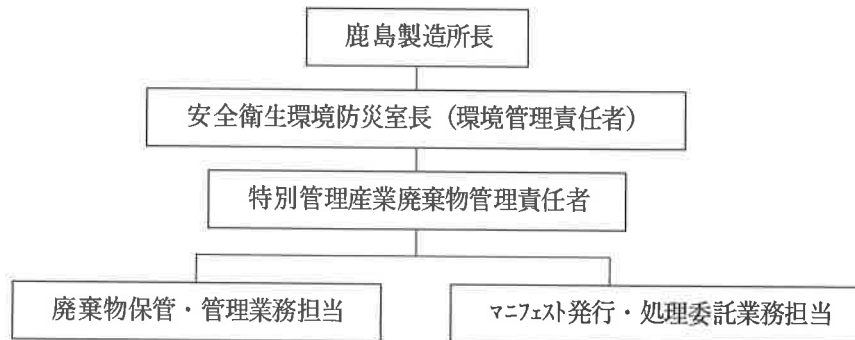 鹿島製造所長
安全衛生環境防災室長（環境管理責任者）
特別管理産業廃棄物管理責任者
廃棄物保管・管理業務担当
ﾏﾆﾌｪｽﾄ発行・処理委託業務担当